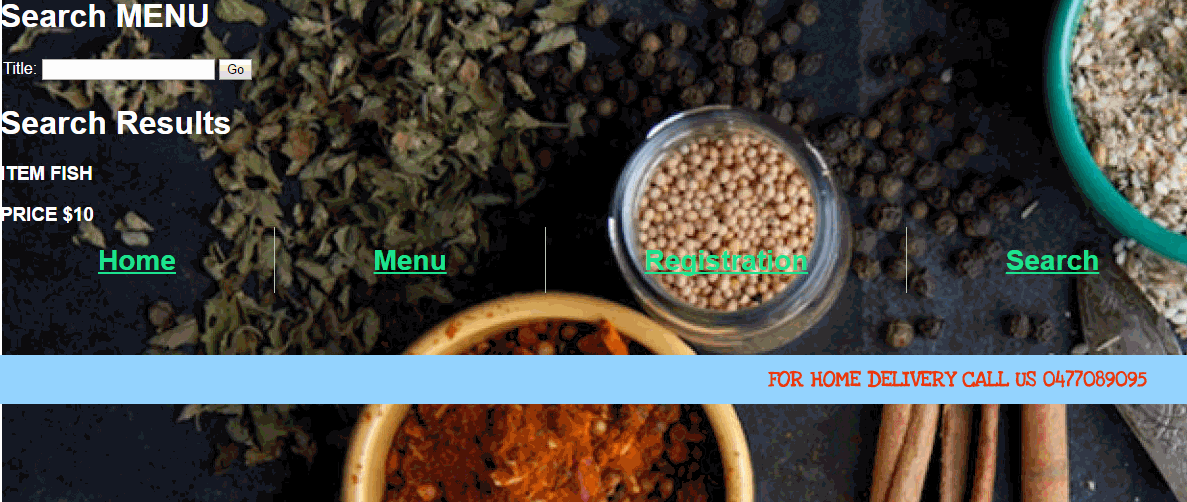 Search MENU
Title: Go
Search Results
ITEM FISH
PRICE $10
Home Menu Registration Search
FOR HOME DELIVERY CALL US 0477089095